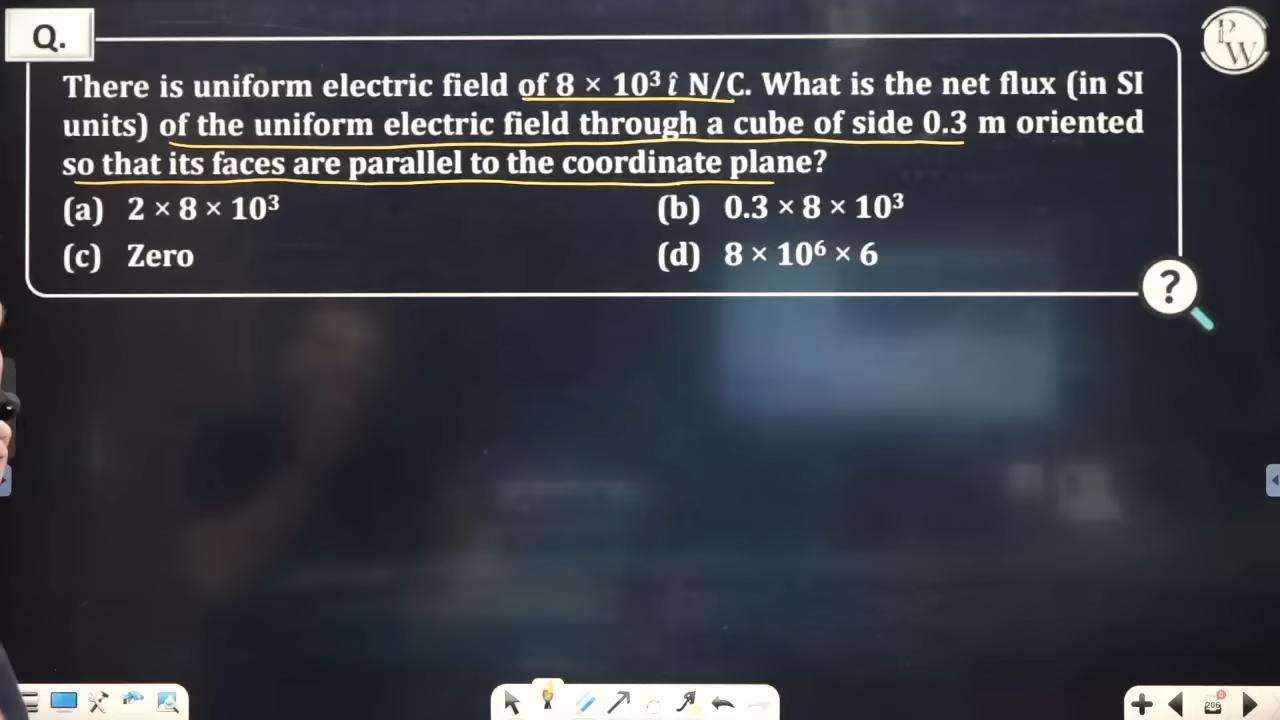 Q.
PW
There is uniform electric field of 8 × 10³ î N/C. What is the net flux (in SI
units) of the uniform electric field through a cube of side 0.3 m oriented
so that its faces are parallel to the coordinate plane?
(a) 2 × 8 × 10³ (b) 0.3 × 8 × 10³
(c) Zero (d) 8 × 10⁶ × 6
?
206